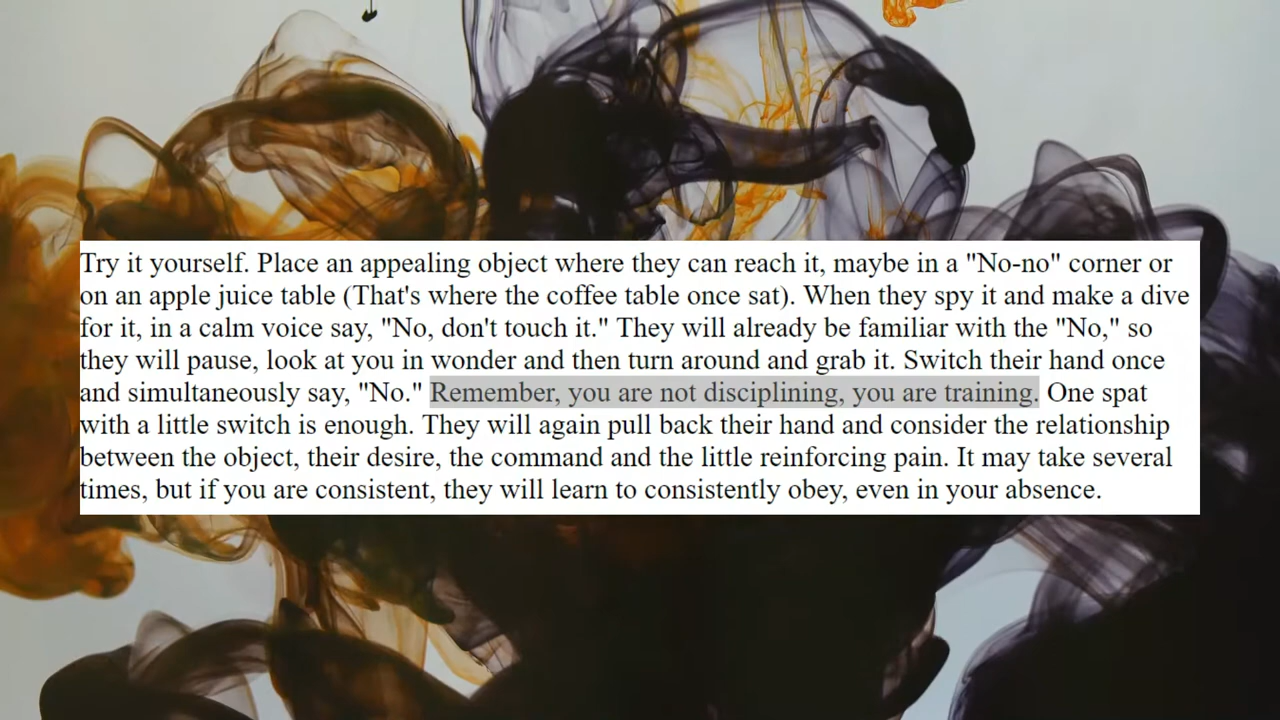 Try it yourself. Place an appealing object where they can reach it, maybe in a "No-no" corner or
on an apple juice table (That's where the coffee table once sat). When they spy it and make a dive
for it, in a calm voice say, "No, don't touch it." They will already be familiar with the "No," so
they will pause, look at you in wonder and then turn around and grab it. Switch their hand once
and simultaneously say, "No." Remember, you are not disciplining, you are training. One spat
with a little switch is enough. They will again pull back their hand and consider the relationship
between the object, their desire, the command and the little reinforcing pain. It may take several
times, but if you are consistent, they will learn to consistently obey, even in your absence.